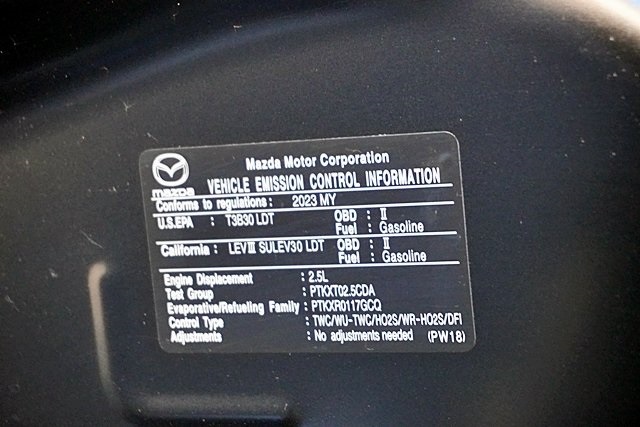 Mazda Motor Corporation
mazda
VEHICLE EMISSION CONTROL INFORMATION
Conforms to regulations: 2023 MY
U.S.EPA : T3B30 LDT OBD : II
Fuel : Gasoline
California : LEVIII SULEV30 LDT OBD : II
Fuel : Gasoline
Engine Displacement : 2.5L
Test Group : PTKXT02.5CDA
Evaporative/Refueling Family : PTKXR0117GCQ
Control Type : TWC/WU-TWC/HO2S/WR-HO2S/DFI
Adjustments : No adjustments needed (PW18)